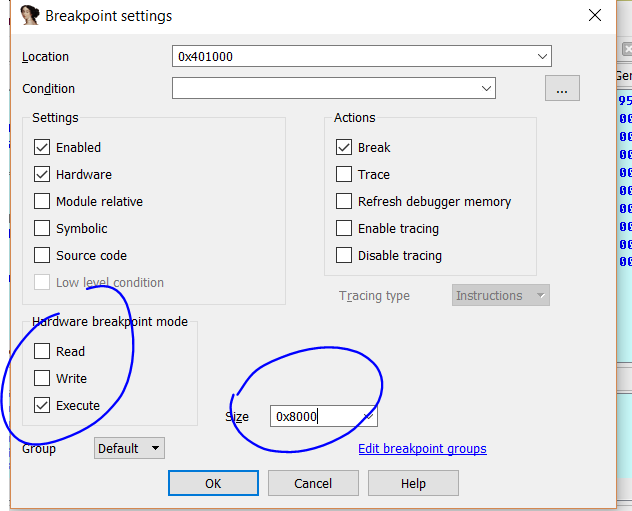 Breakpoint settings
Location 0x401000
Condition ...
Settings Actions
Enabled Break
Hardware Trace
Module relative Refresh debugger memory
Symbolic Enable tracing
Source code Disable tracing
Low level condition
Tracing type Instructions
Hardware breakpoint mode
Read
Write
Execute
Size 0x8000
Group Default Edit breakpoint groups
OK Cancel Help
Ger
95
00
00
00
00
00
00
00
00